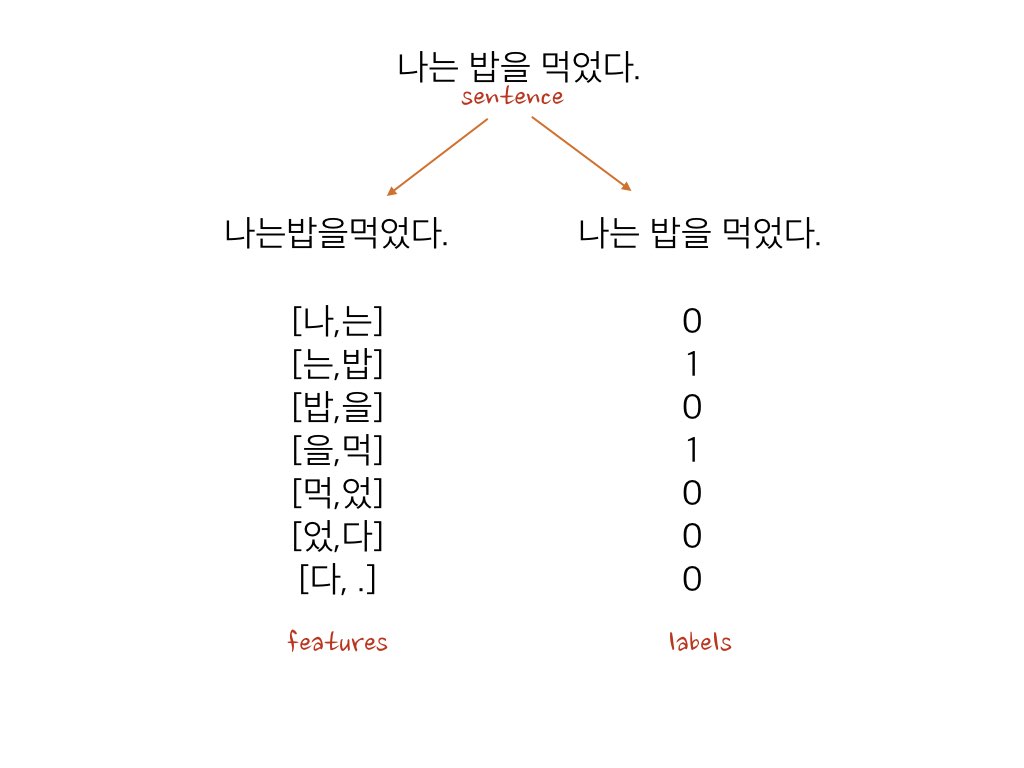 나는 밥을 먹었다.
sentence
나는밥을먹었다.
나는 밥을 먹었다.
[나,는]
0
[는,밥]
1
[밥,을]
0
[을,먹]
1
[먹,었]
0
[었,다]
0
[다, .]
0
features
labels